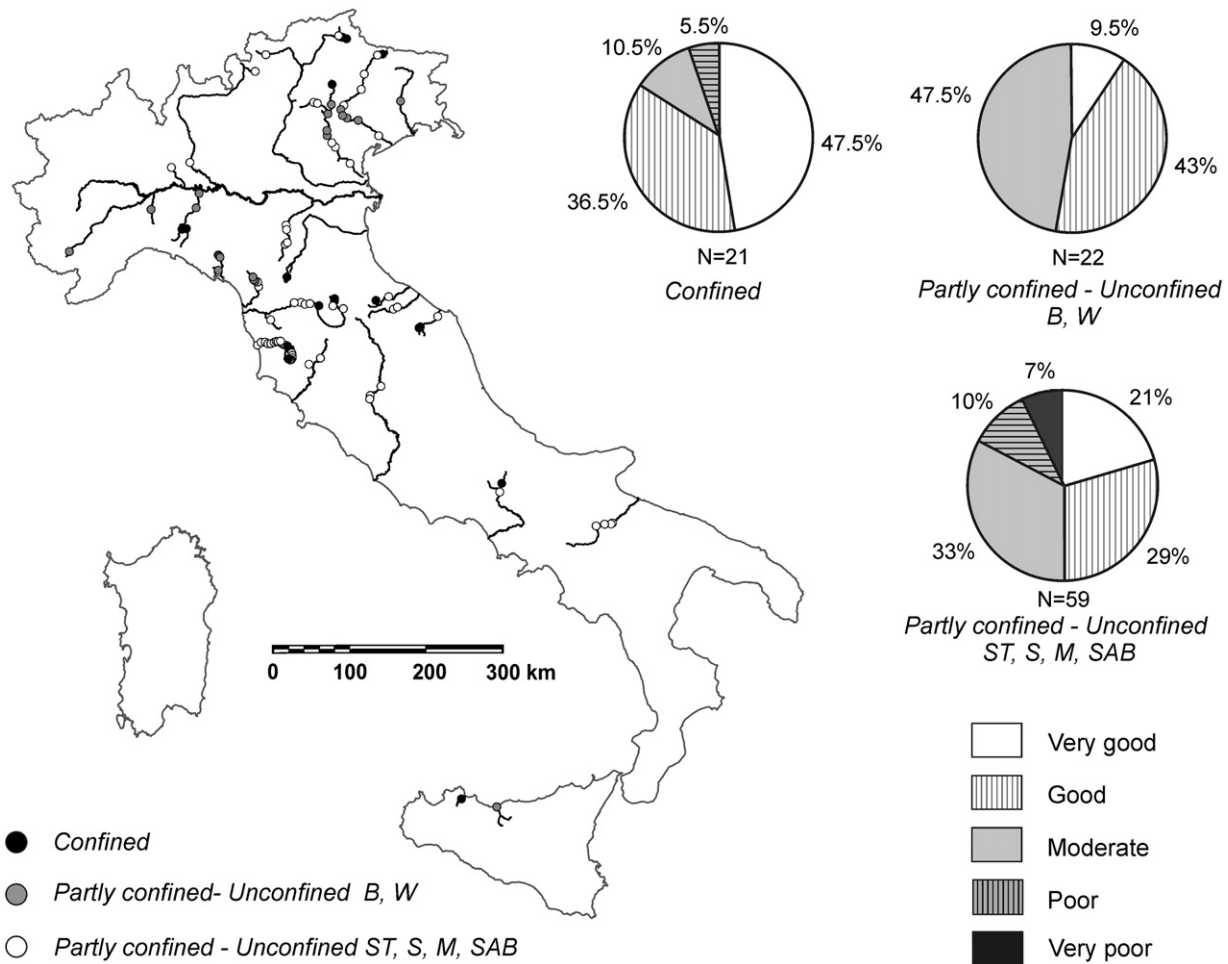 5.5%
10.5%
47.5%
36.5%
N=21
Confined
9.5%
47.5%
43%
N=22
Partly confined - Unconfined
B, W
7%
10%
21%
33%
29%
N=59
Partly confined - Unconfined
ST, S, M, SAB
0 100 200 300 km
Very good
Good
Moderate
Poor
Very poor
Confined
Partly confined- Unconfined B, W
Partly confined - Unconfined ST, S, M, SAB